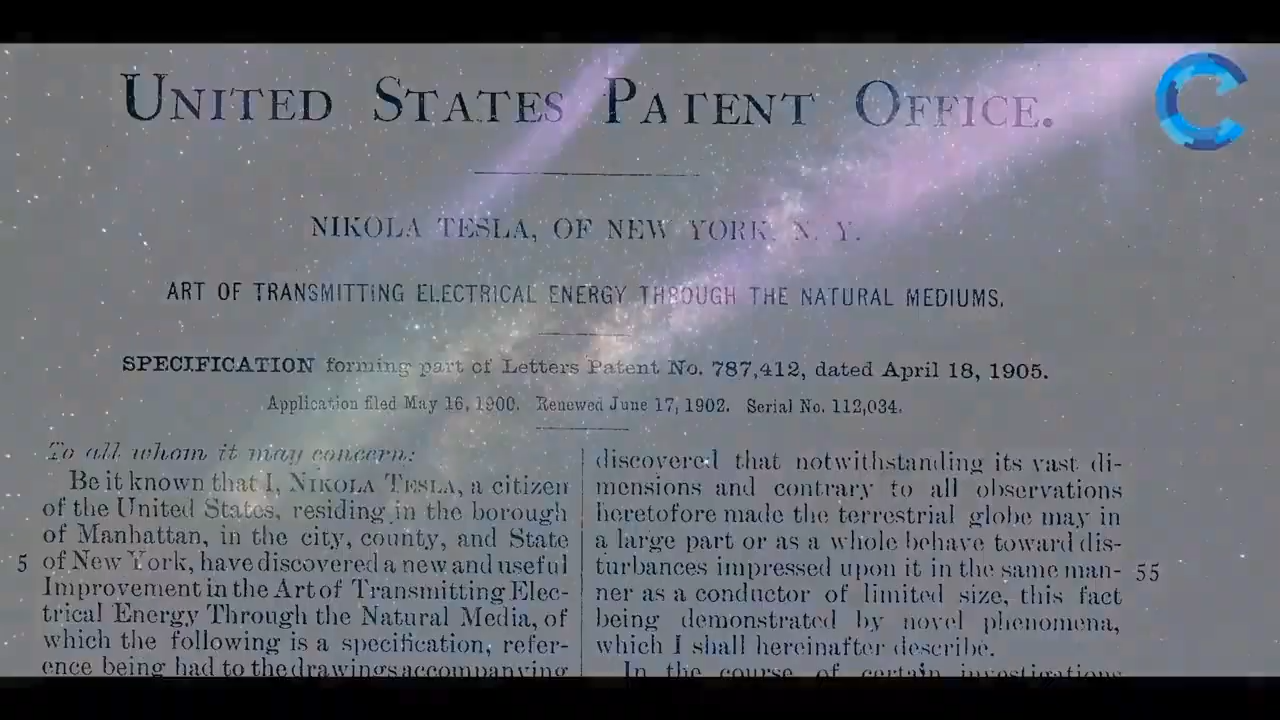 UNITED STATES PATENT OFFICE.
NIKOLA TESLA, OF NEW YORK, N. Y.
ART OF TRANSMITTING ELECTRICAL ENERGY THROUGH THE NATURAL MEDIUMS.
SPECIFICATION forming part of Letters Patent No. 787,412, dated April 18, 1905.
Application filed May 16, 1900. Renewed June 17, 1902. Serial No. 112,034.
To all whom it may concern:
Be it known that I, NIKOLA TESLA, a citizen
of the United States, residing in the borough
of Manhattan, in the city, county, and State
5 of New York, have discovered a new and useful
Improvement in the Art of Transmitting Elec-
trical Energy Through the Natural Media, of
which the following is a specification, refer-
ence being had to the drawings accompanying
discovered that notwithstanding its vast di-
mensions and contrary to all observations
heretofore made the terrestrial globe may in
a large part or as a whole behave toward dis-
turbances impressed upon it in the same man- 55
ner as a conductor of limited size, this fact
being demonstrated by novel phenomena,
which I shall hereinafter describe.
In the course of certain investigations